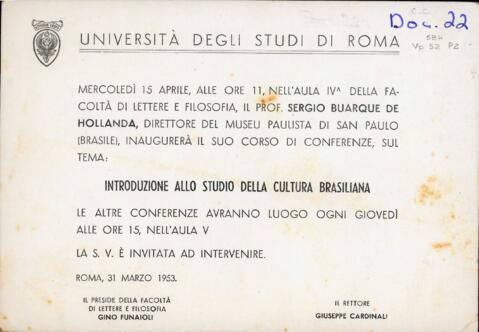 C.C.
Doc. 22
SBH
Vp 52 P2
UNIVERSITÀ DEGLI STUDI DI ROMA
MERCOLEDÌ 15 APRILE, ALLE ORE 11, NELL'AULA IVª DELLA FA-
COLTÀ DI LETTERE E FILOSOFIA, IL PROF. SERGIO BUARQUE DE
HOLLANDA, DIRETTORE DEL MUSEU PAULISTA DI SAN PAULO
(BRASILE), INAUGURERÀ IL SUO CORSO DI CONFERENZE, SUL
TEMA:
INTRODUZIONE ALLO STUDIO DELLA CULTURA BRASILIANA
LE ALTRE CONFERENZE AVRANNO LUOGO OGNI GIOVEDÌ
ALLE ORE 15, NELL'AULA V
LA S. V. È INVITATA AD INTERVENIRE.
ROMA, 31 MARZO 1953.
IL PRESIDE DELLA FACOLTÀ
DI LETTERE E FILOSOFIA
GINO FUNAIOLI
IL RETTORE
GIUSEPPE CARDINALI